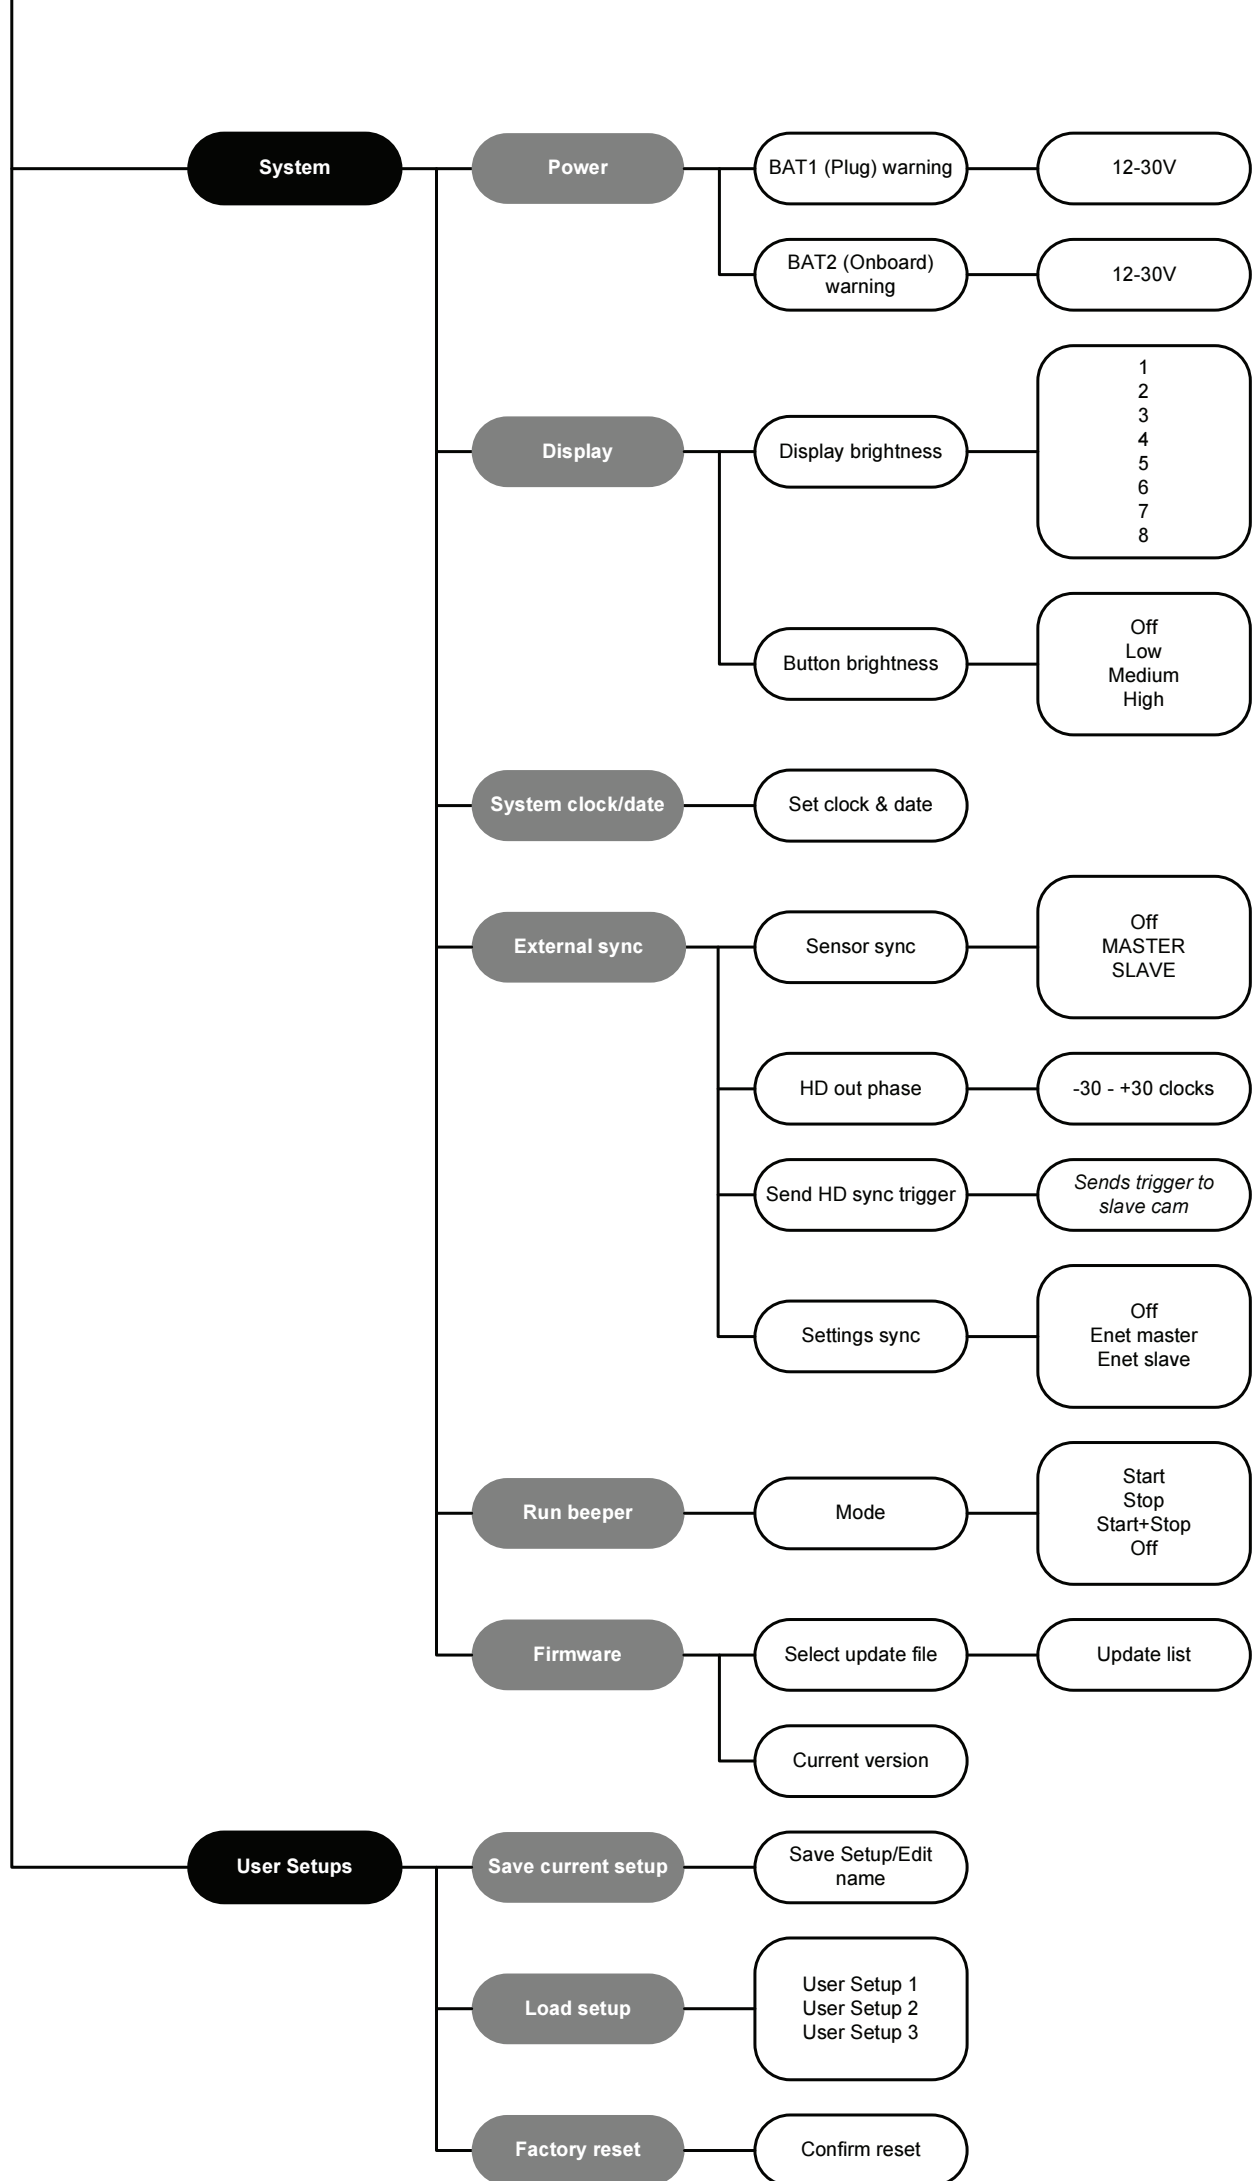 System
Power
BAT1 (Plug) warning
12-30V
BAT2 (Onboard)
warning
12-30V
Display
Display brightness
1
2
3
4
5
6
7
8
Button brightness
Off
Low
Medium
High
System clock/date
Set clock & date
External sync
Sensor sync
Off
MASTER
SLAVE
HD out phase
-30 - +30 clocks
Send HD sync trigger
Sends trigger to
slave cam
Settings sync
Off
Enet master
Enet slave
Run beeper
Mode
Start
Stop
Start+Stop
Off
Firmware
Select update file
Update list
Current version
User Setups
Save current setup
Save Setup/Edit
name
Load setup
User Setup 1
User Setup 2
User Setup 3
Factory reset
Confirm reset